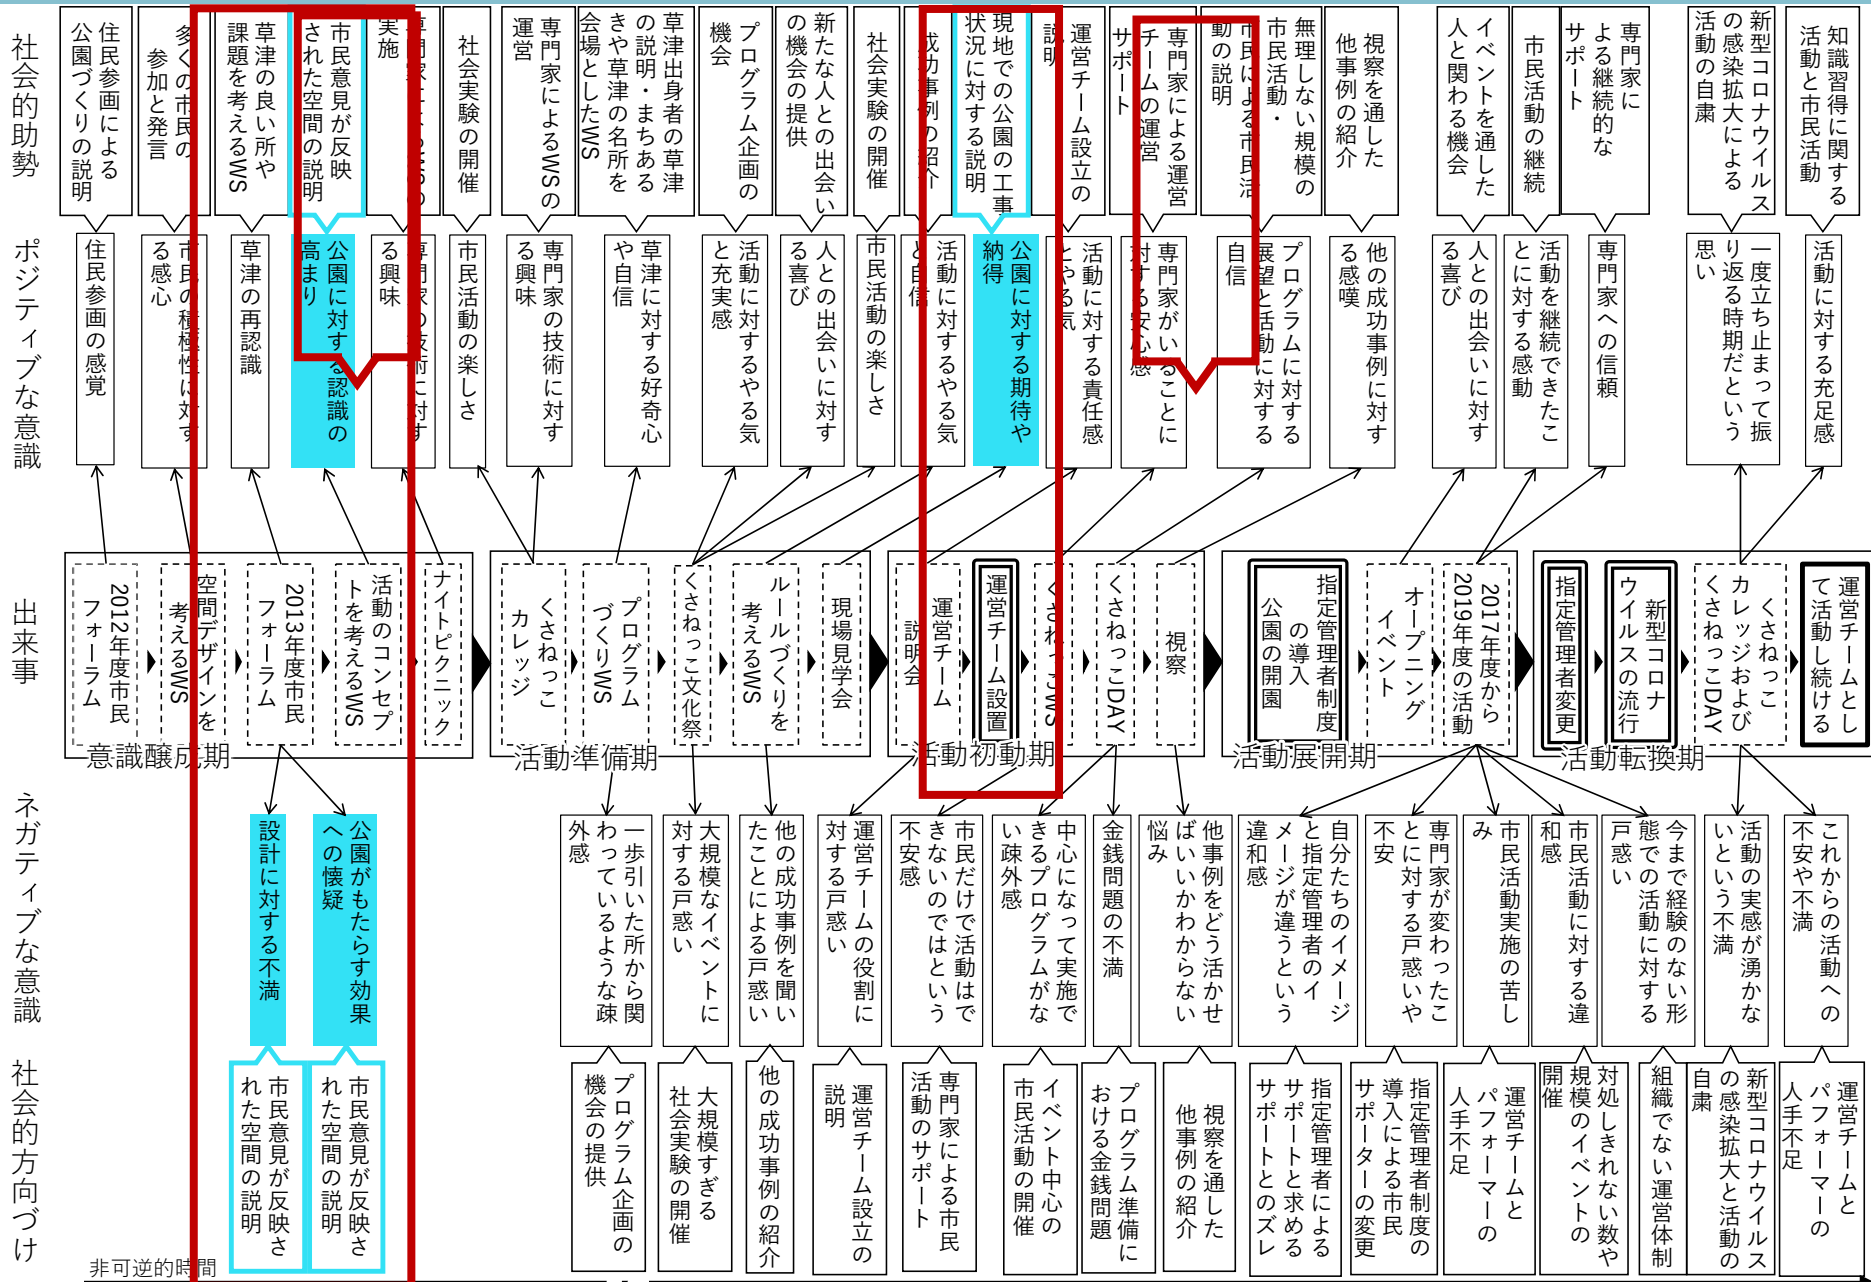 社会的助勢
住民参画による
公園づくりの説明
多くの市民の
参加と発言
草津の良い所や
課題を考えるWS
市民意見が反映
された空間の説明
実施
社会実験の開催
専門家によるWSの
運営
草津出身者の草津
の説明・まちある
きや草津の名所を
会場としたWS
プログラム企画の
機会
新たな人との出会い
の機会の提供
社会実験の開催
成功事例の紹介
現地での公園の工事
状況に対する説明
運営チーム設立の
説明
専門家による運営
チームの運営
サポート
無理しない規模の
市民活動・
市民による市民活
動の説明
視察を通した
他事例の紹介
イベントを通した
人と関わる機会
市民活動の継続
専門家に
よる継続的な
サポート
新型コロナウイルス
の感染拡大による
活動の自粛
知識習得に関する
活動と市民活動
ポジティブな意識
住民参画の感覚
市民の積極性に対す
る感心
草津の再認識
公園に対する認識の
高まり
専門家の技術に対す
る興味
市民活動の楽しさ
専門家の技術に対す
る興味
草津に対する好奇心
や自信
活動に対するやる気
と充実感
人との出会いに対す
る喜び
市民活動の楽しさ
活動に対するやる気
と自信
公園に対する期待や
納得
活動に対する責任感
とやる気
専門家がいることに
対する安心感
プログラムに対する
展望と活動に対する
自信
他の成功事例に対す
る感嘆
人との出会いに対す
る喜び
活動を継続できたこ
とに対する感動
専門家への信頼
一度立ち止まって振
り返る時期だという
思い
活動に対する充足感
出来事
2012年度市民
フォーラム
空間デザインを
考えるWS
2013年度市民
フォーラム
活動のコンセプ
トを考えるWS
ナイトピクニック
意識醸成期
くさねっこ
カレッジ
プログラム
づくりWS
くさねっこ文化祭
ルールづくりを
考えるWS
現場見学会
活動準備期
運営チーム
説明会
運営チーム設置
くさねっこWS
くさねっこDAY
視察
活動初動期
指定管理者制度
の導入
公園の開園
オープニング
イベント
2017年度から
2019年度の活動
活動展開期
指定管理者変更
新型コロナ
ウイルスの流行
くさねっこ
カレッジおよび
くさねっこDAY
運営チームとし
て活動し続ける
活動転換期
ネガティブな意識
設計に対する不満
公園がもたらす効果
への懐疑
一歩引いた所から関
わっているような疎
外感
大規模なイベントに
対する戸惑い
他の成功事例を聞い
たことによる戸惑い
運営チームの役割に
対する戸惑い
市民だけで活動はで
きないのではという
不安感
中心になって実施で
きるプログラムがな
い疎外感
金銭問題の不満
他事例をどう活かせ
ばいいかわからない
悩み
自分たちのイメージ
と指定管理者のイ
メージが違うという
違和感
専門家が変わったこ
とに対する戸惑いや
不安
市民活動実施の苦し
み
市民活動に対する違
和感
今まで経験のない形
態での活動に対する
戸惑い
活動の実感が湧かな
いという不満
これからの活動への
不安や不満
社会的方向づけ
市民意見が反映さ
れた空間の説明
市民意見が反映さ
れた空間の説明
プログラム企画の
機会の提供
大規模すぎる
社会実験の開催
他の成功事例の紹介
運営チーム設立の
説明
専門家による市民
活動のサポート
イベント中心の
市民活動の開催
プログラム準備に
おける金銭問題
視察を通した
他事例の紹介
指定管理者による
サポートと求める
サポートとのズレ
指定管理者制度の
導入による市民
サポーターの変更
運営チームと
パフォーマーの
人手不足
対処しきれない数や
規模のイベントの
開催
組織でない運営体制
新型コロナウイルス
の感染拡大と活動の
自粛
運営チームと
パフォーマーの
人手不足
非可逆的時間